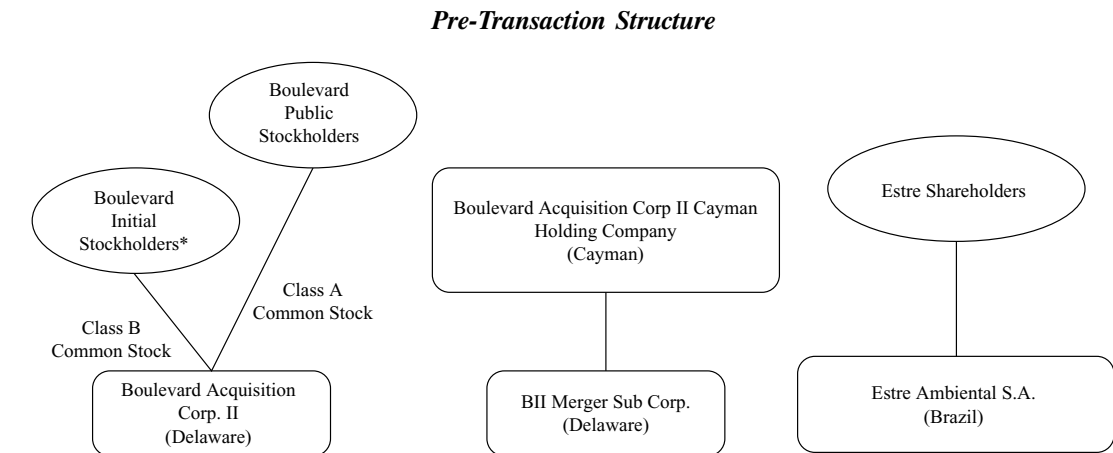 Pre-Transaction Structure
Boulevard
Public
Stockholders
Boulevard
Initial
Stockholders*
Class A
Common Stock
Class B
Common Stock
Boulevard Acquisition
Corp. II
(Delaware)
Boulevard Acquisition Corp II Cayman
Holding Company
(Cayman)
BII Merger Sub Corp.
(Delaware)
Estre Shareholders
Estre Ambiental S.A.
(Brazil)